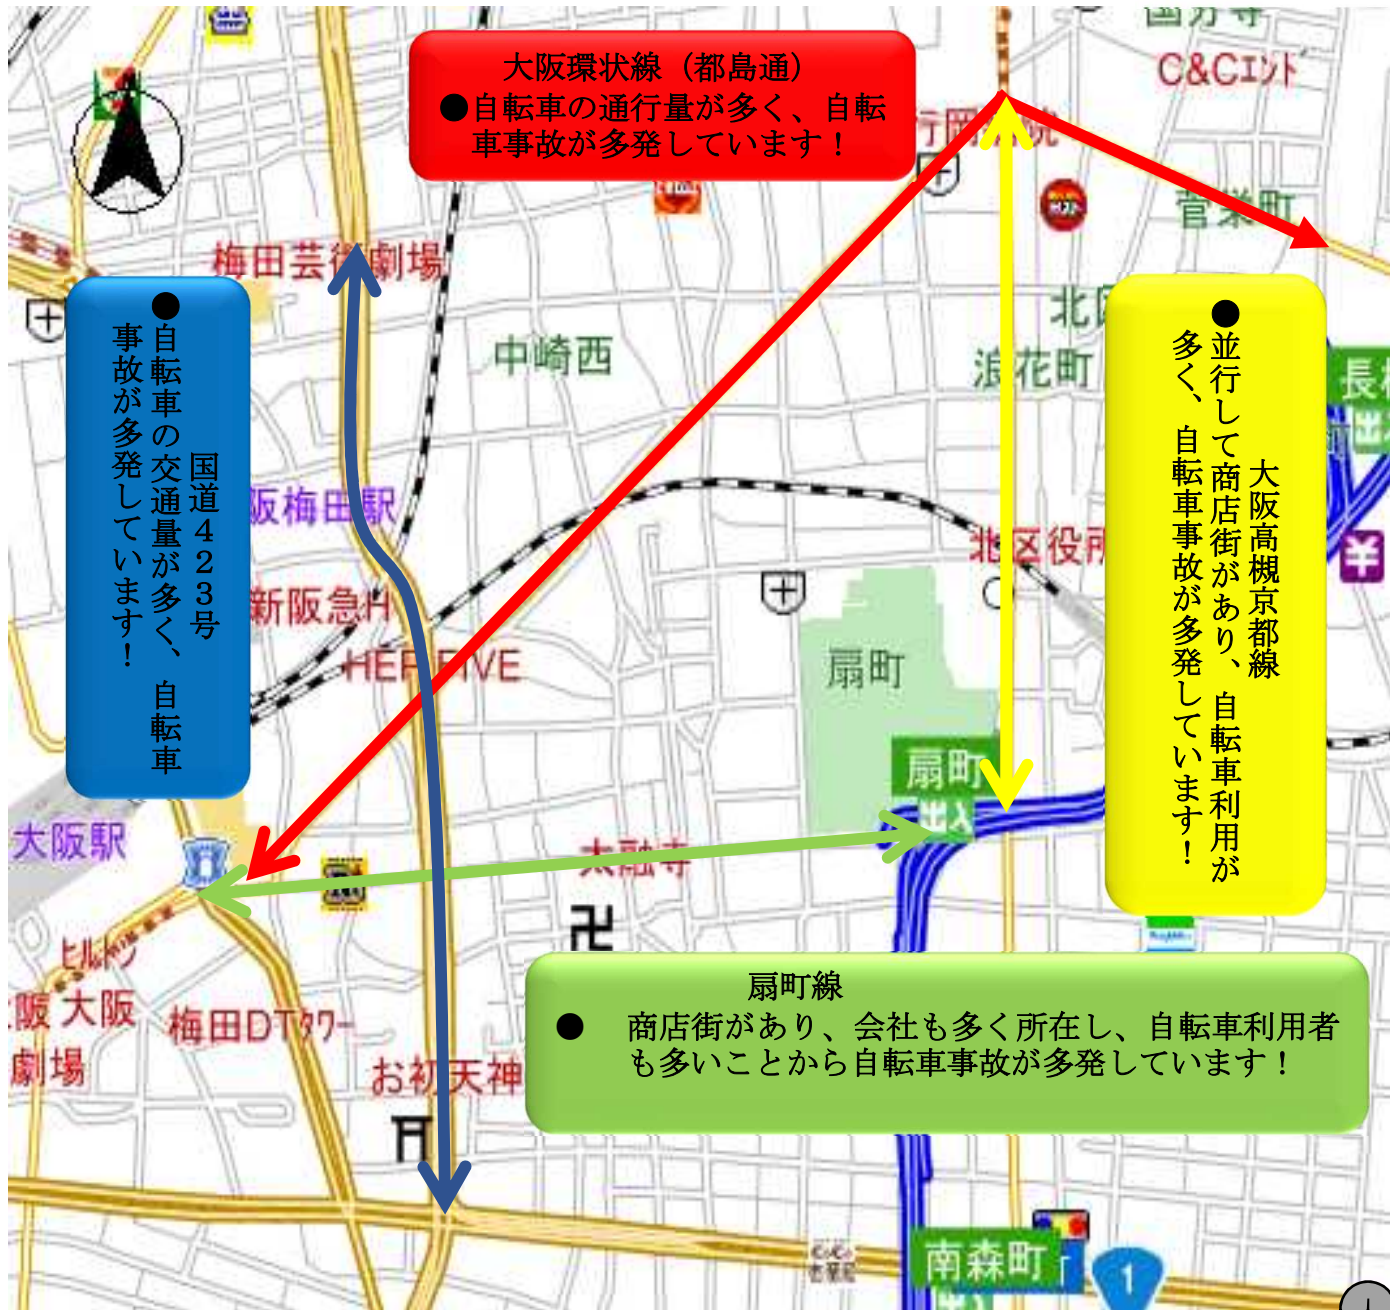 大阪環状線（都島通）
●自転車の通行量が多く、自転
車事故が多発しています！
C&Cｴﾝﾄﾞ
菅栄町
梅田芸術劇場
中崎西
浪花町
国道４２３号
●自転車の交通量が多く、自転車
事故が多発しています！
大阪高槻京都線
●並行して商店街があり、自転車利用が
多く、自転車事故が多発しています！
阪梅田駅
北区役所
新阪急H
HEP FIVE
扇町
扇町
出入
大阪駅
太融寺
ﾋﾙﾄﾝ
阪 大阪
劇場
梅田DTﾀﾜｰ
お初天神
扇町線
● 商店街があり、会社も多く所在し、自転車利用者
も多いことから自転車事故が多発しています！
南森町
1